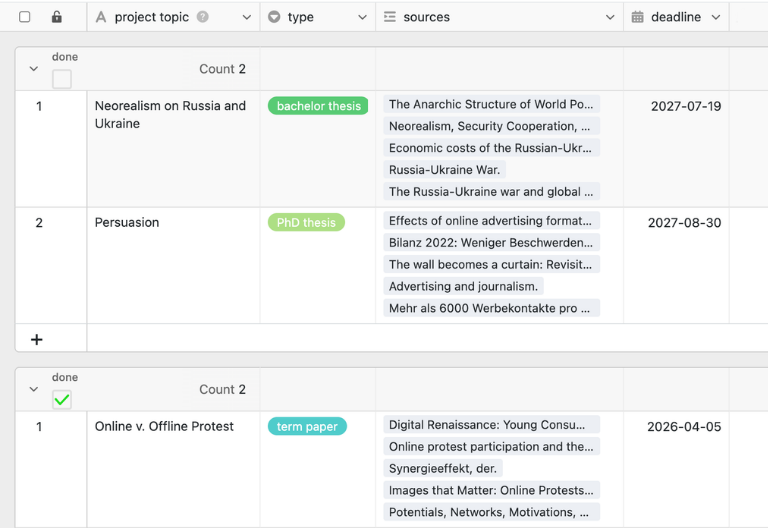 project topic ? type sources deadline
done
Count 2
1 Neorealism on Russia and Ukraine bachelor thesis 2027-07-19
The Anarchic Structure of World Po...
Neorealism, Security Cooperation, ...
Economic costs of the Russian-Ukr...
Russia-Ukraine War.
The Russia-Ukraine war and global ...
2 Persuasion PhD thesis 2027-08-30
Effects of online advertising format...
Bilanz 2022: Weniger Beschwerden...
The wall becomes a curtain: Revisit...
Advertising and journalism.
Mehr als 6000 Werbekontakte pro ...
+
done
Count 2
1 Online v. Offline Protest term paper 2026-04-05
Digital Renaissance: Young Consu...
Online protest participation and the...
Synergieeffekt, der.
Images that Matter: Online Protests...
Potentials, Networks, Motivations, ...